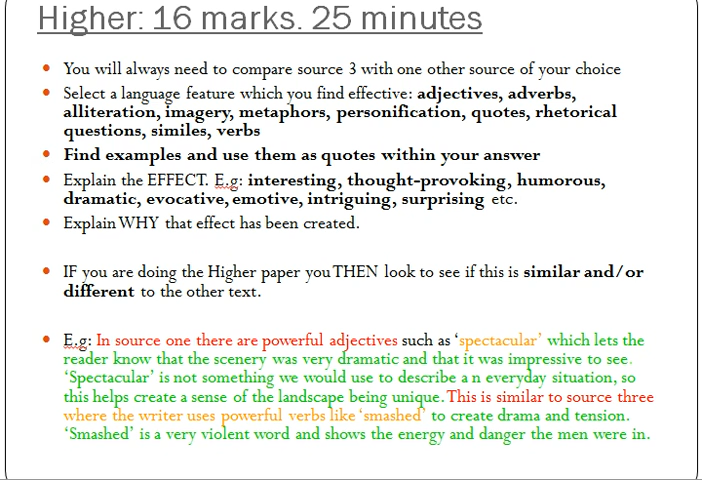 Higher: 16 marks. 25 minutes
• You will always need to compare source 3 with one other source of your choice
• Select a language feature which you find effective: adjectives, adverbs,
alliteration, imagery, metaphors, personification, quotes, rhetorical
questions, similes, verbs
• Find examples and use them as quotes within your answer
• Explain the EFFECT. E.g: interesting, thought-provoking, humorous,
dramatic, evocative, emotive, intriguing, surprising etc.
• Explain WHY that effect has been created.
• IF you are doing the Higher paper you THEN look to see if this is similar and/or
different to the other text.
• E.g: In source one there are powerful adjectives such as ‘spectacular’ which lets the
reader know that the scenery was very dramatic and that it was impressive to see.
‘Spectacular’ is not something we would use to describe a n everyday situation, so
this helps create a sense of the landscape being unique. This is similar to source three
where the writer uses powerful verbs like ‘smashed’ to create drama and tension.
‘Smashed’ is a very violent word and shows the energy and danger the men were in.